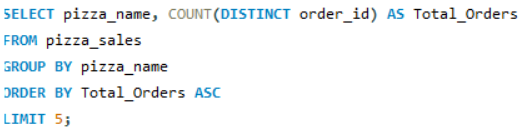 SELECT pizza_name, COUNT(DISTINCT order_id) AS Total_Orders
FROM pizza_sales
GROUP BY pizza_name
ORDER BY Total_Orders ASC
LIMIT 5;